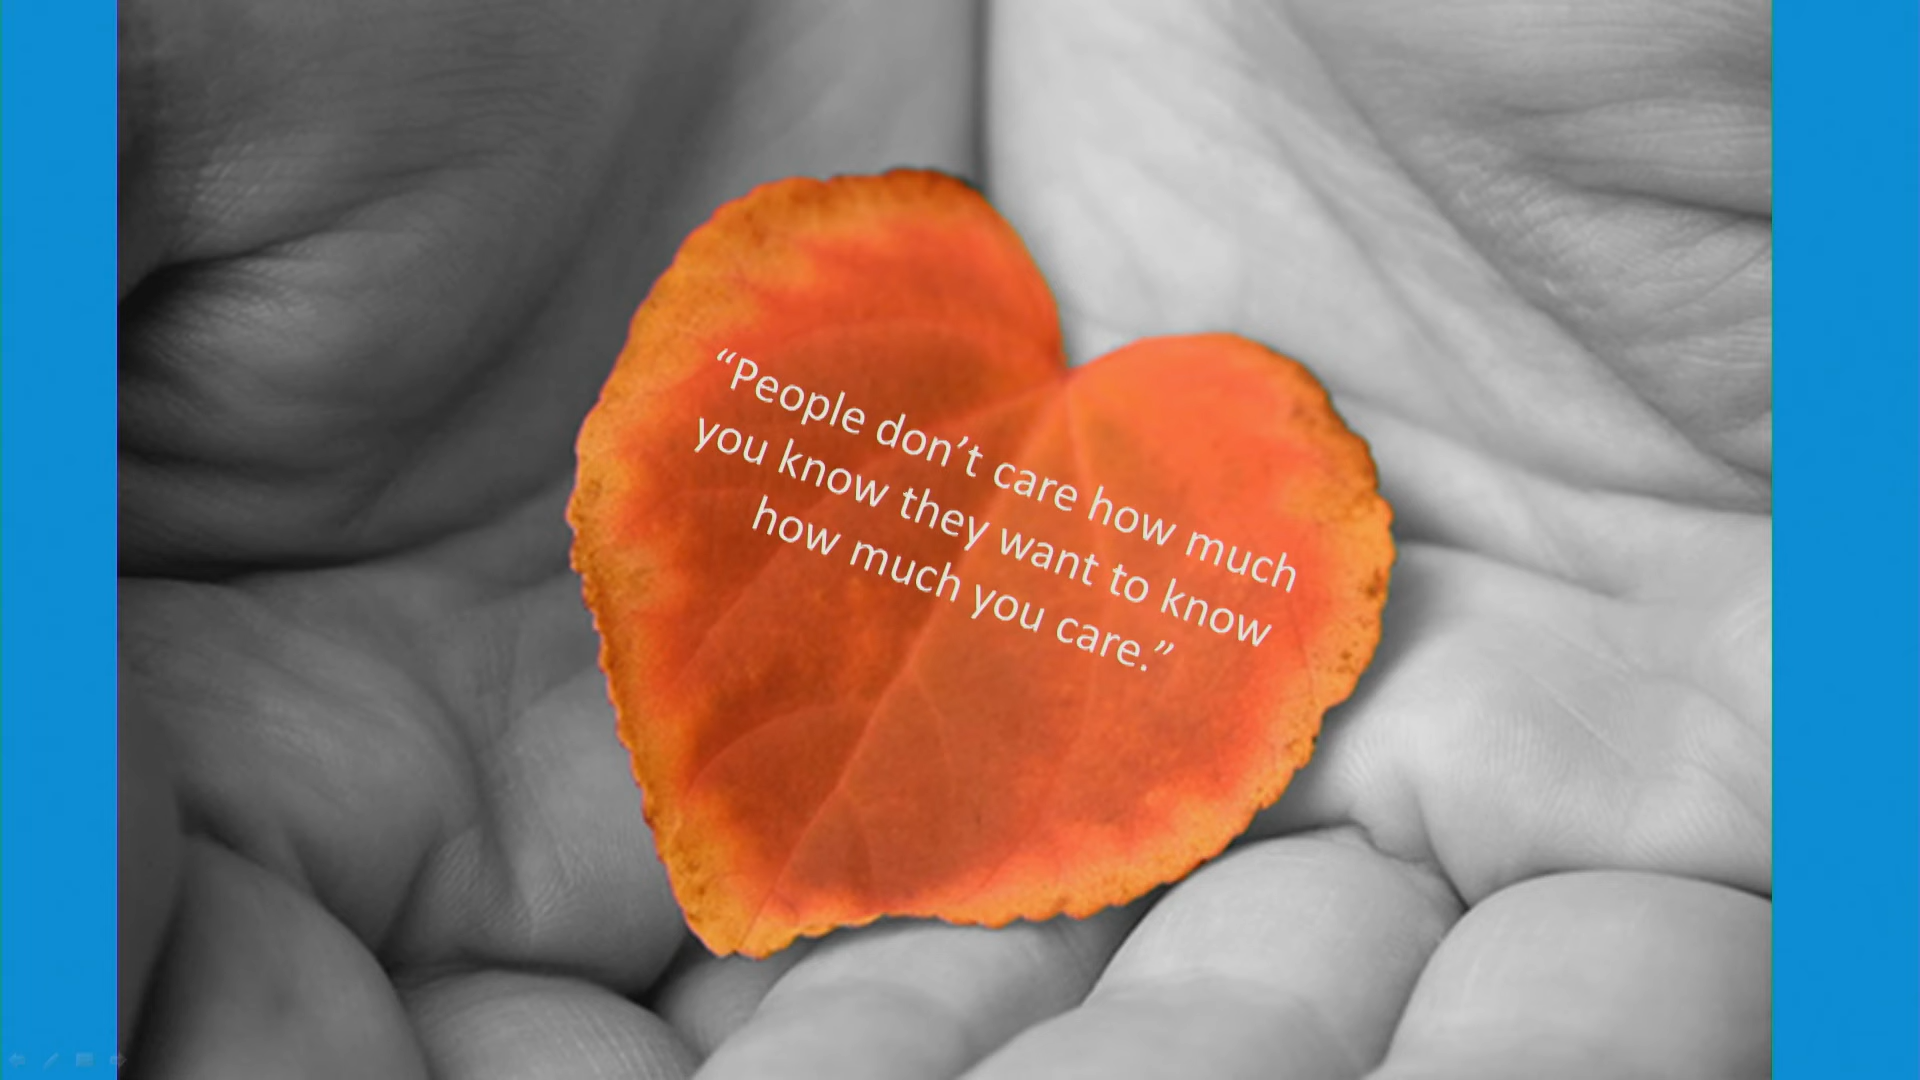 “People don’t care how much
you know they want to know
how much you care.”